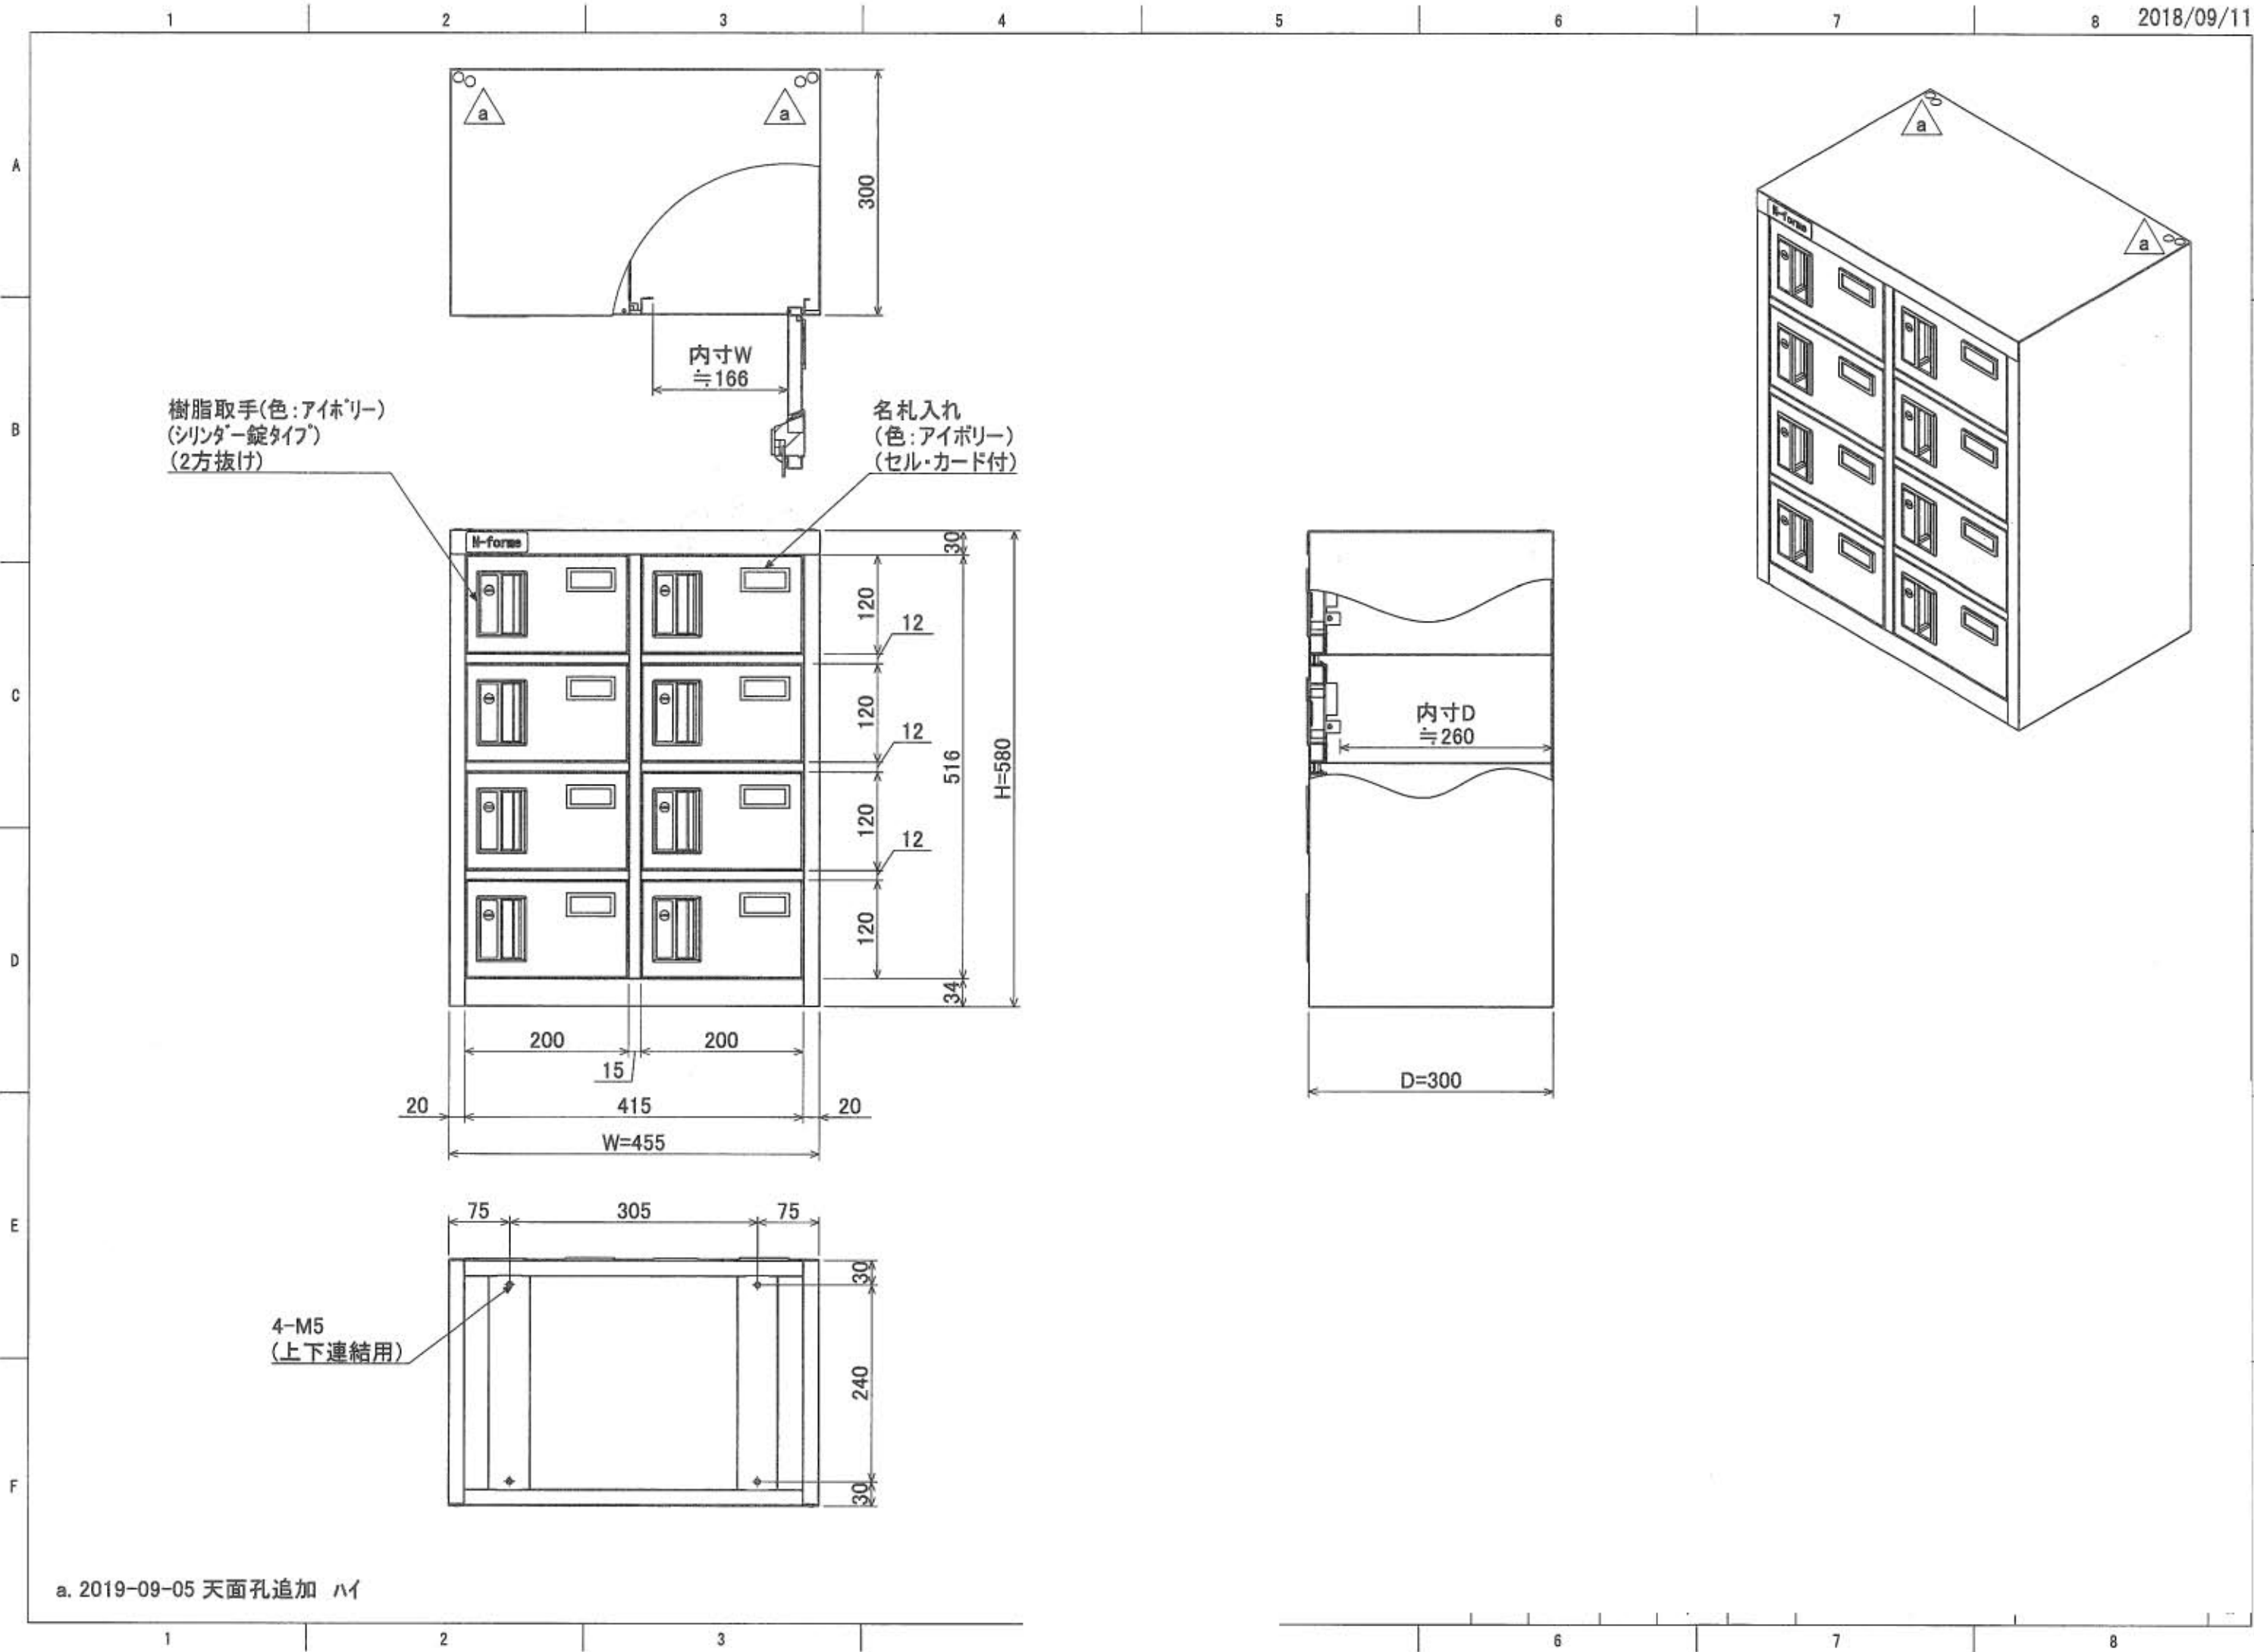 1 2 3 4 5 6 7 8 2018/09/11
A
B
C
D
E
F
a
a
300
内寸W
≒166
樹脂取手(色:アイボリー)
(シリンダー錠タイプ)
(2方抜け)
名札入れ
(色:アイボリー)
(セル・カード付)
N-forme
30
120
12
120
12
120
12
120
516
34
H=580
200
200
15
20
415
20
W=455
内寸D
≒260
D=300
a
a
N-forme
75
305
75
30
240
30
4-M5
(上下連結用)
a. 2019-09-05 天面孔追加 ハイ
1 2 3 6 7 8